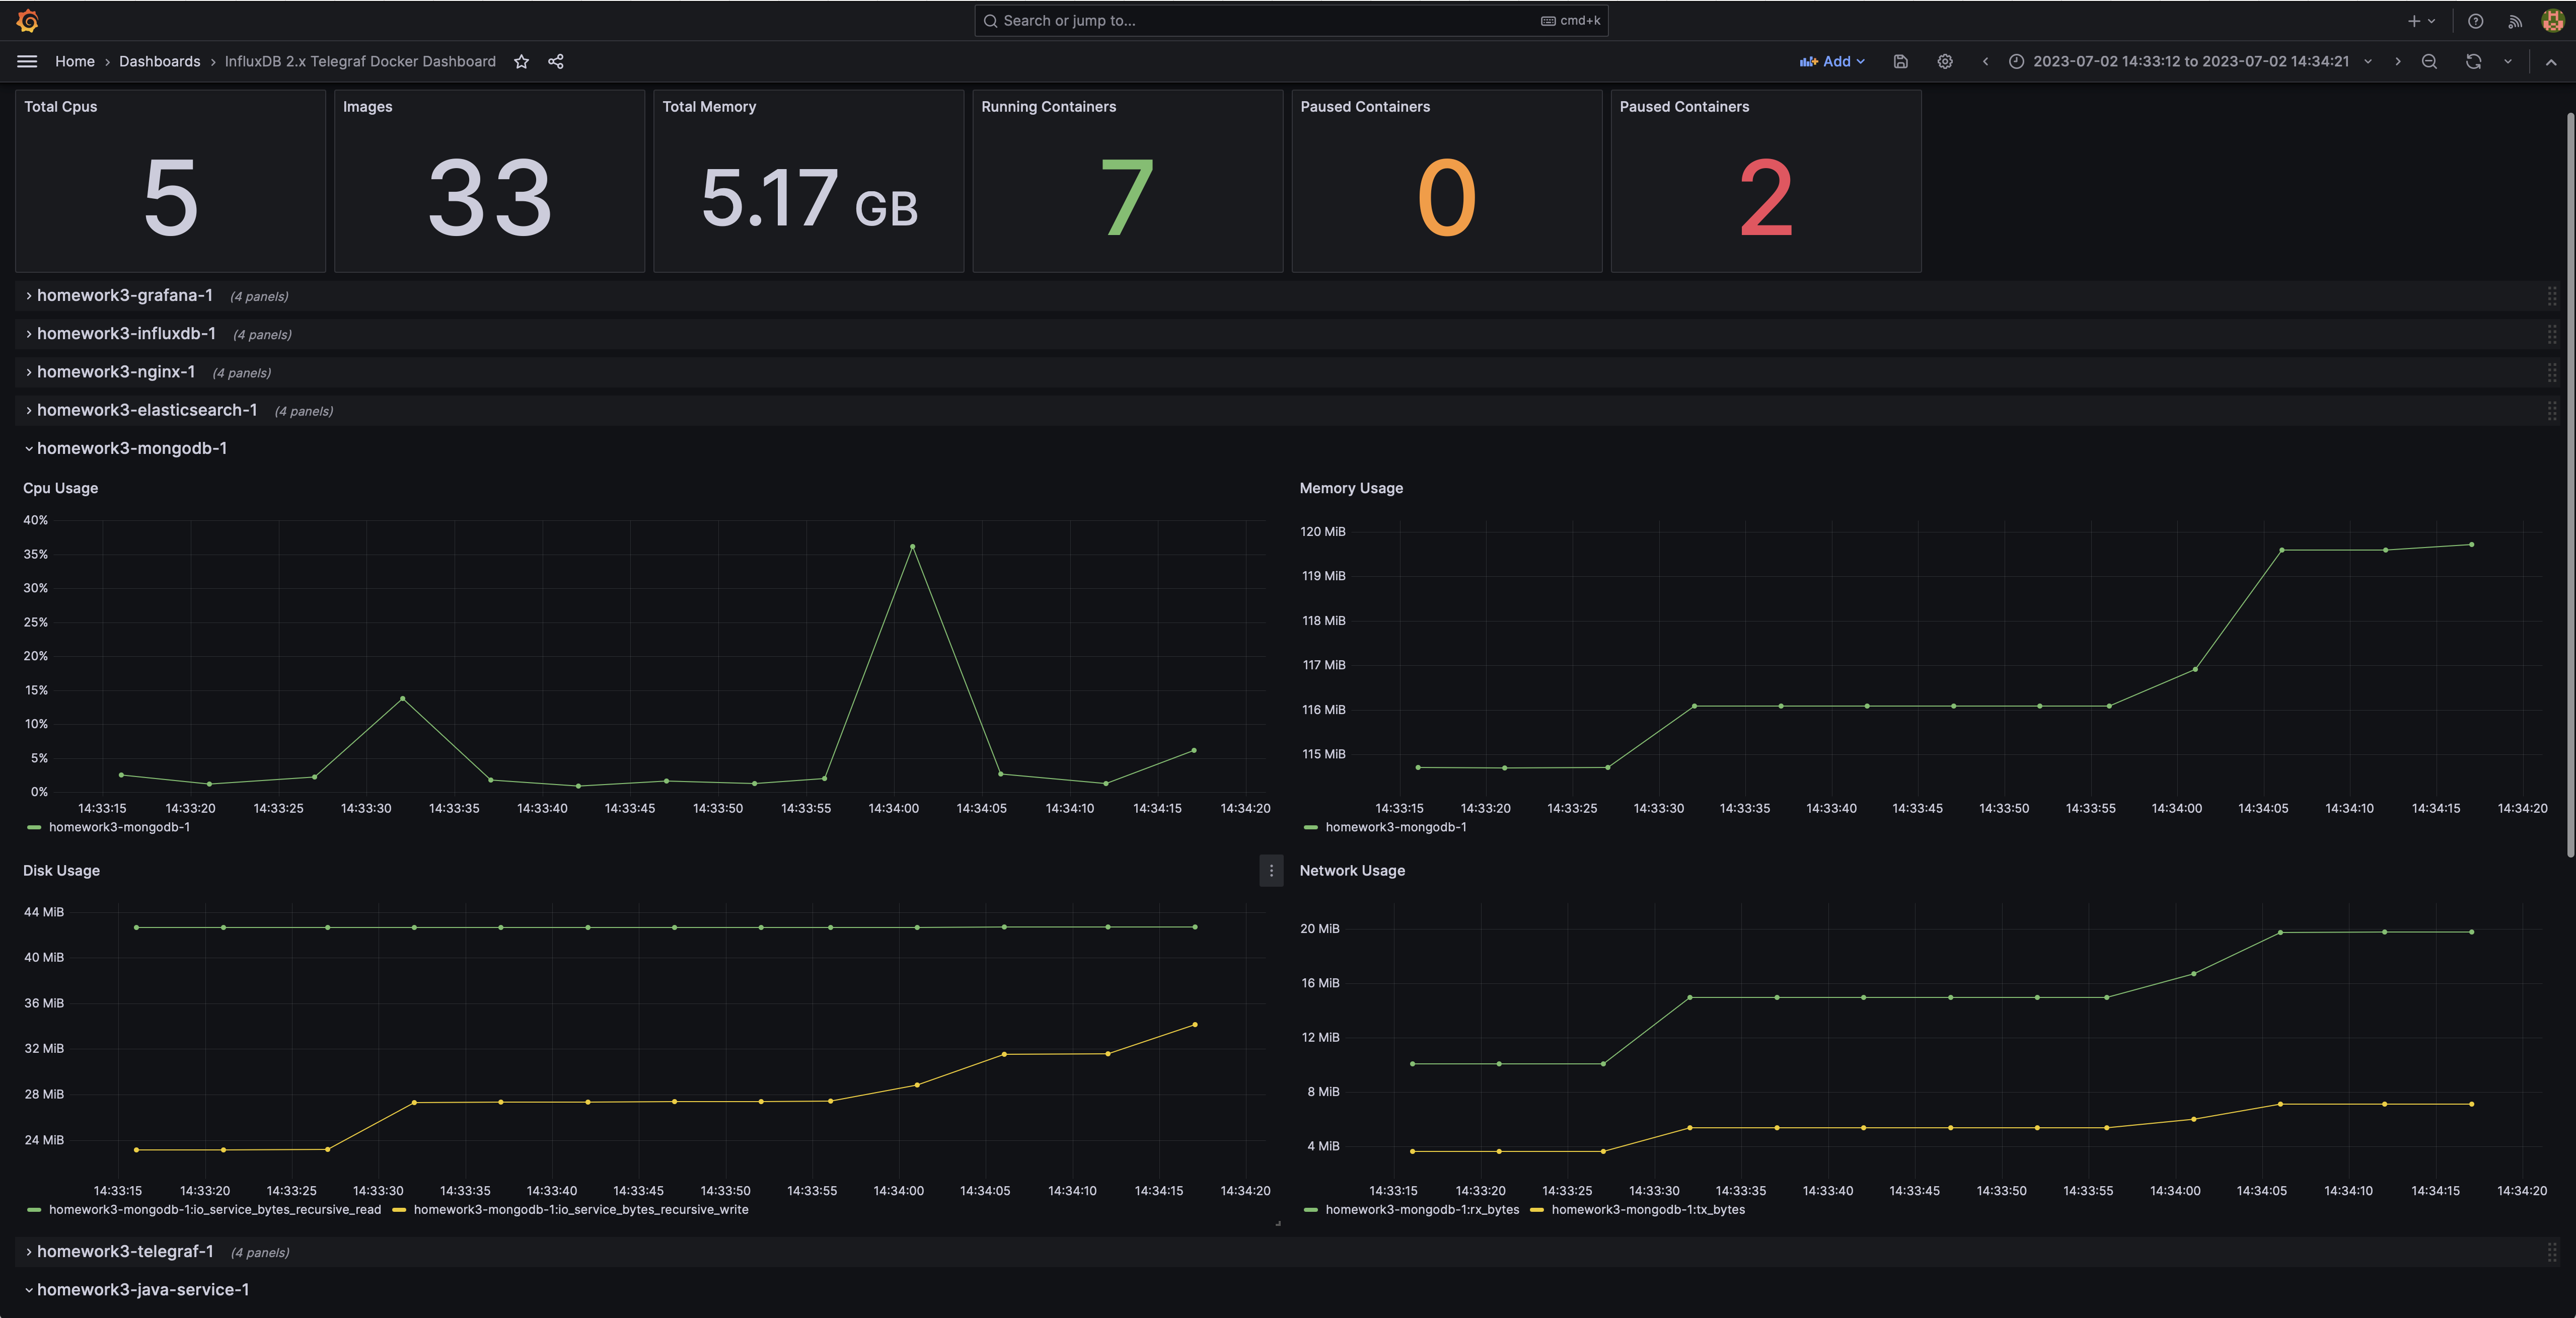 Search or jump to... cmd+k
Home › Dashboards › InfluxDB 2.x Telegraf Docker Dashboard Add 2023-07-02 14:33:12 to 2023-07-02 14:34:21
Total Cpus Images Total Memory Running Containers Paused Containers Paused Containers
5 33 5.17 GB 7 0 2
homework3-grafana-1 (4 panels)
homework3-influxdb-1 (4 panels)
homework3-nginx-1 (4 panels)
homework3-elasticsearch-1 (4 panels)
homework3-mongodb-1
Cpu Usage
40%
35%
30%
25%
20%
15%
10%
5%
0%
14:33:15 14:33:20 14:33:25 14:33:30 14:33:35 14:33:40 14:33:45 14:33:50 14:33:55 14:34:00 14:34:05 14:34:10 14:34:15 14:34:20
homework3-mongodb-1
Memory Usage
120 MiB
119 MiB
118 MiB
117 MiB
116 MiB
115 MiB
14:33:15 14:33:20 14:33:25 14:33:30 14:33:35 14:33:40 14:33:45 14:33:50 14:33:55 14:34:00 14:34:05 14:34:10 14:34:15 14:34:20
homework3-mongodb-1
Disk Usage
44 MiB
40 MiB
36 MiB
32 MiB
28 MiB
24 MiB
14:33:15 14:33:20 14:33:25 14:33:30 14:33:35 14:33:40 14:33:45 14:33:50 14:33:55 14:34:00 14:34:05 14:34:10 14:34:15 14:34:20
homework3-mongodb-1:io_service_bytes_recursive_read homework3-mongodb-1:io_service_bytes_recursive_write
Network Usage
20 MiB
16 MiB
12 MiB
8 MiB
4 MiB
14:33:15 14:33:20 14:33:25 14:33:30 14:33:35 14:33:40 14:33:45 14:33:50 14:33:55 14:34:00 14:34:05 14:34:10 14:34:15 14:34:20
homework3-mongodb-1:rx_bytes homework3-mongodb-1:tx_bytes
homework3-telegraf-1 (4 panels)
homework3-java-service-1